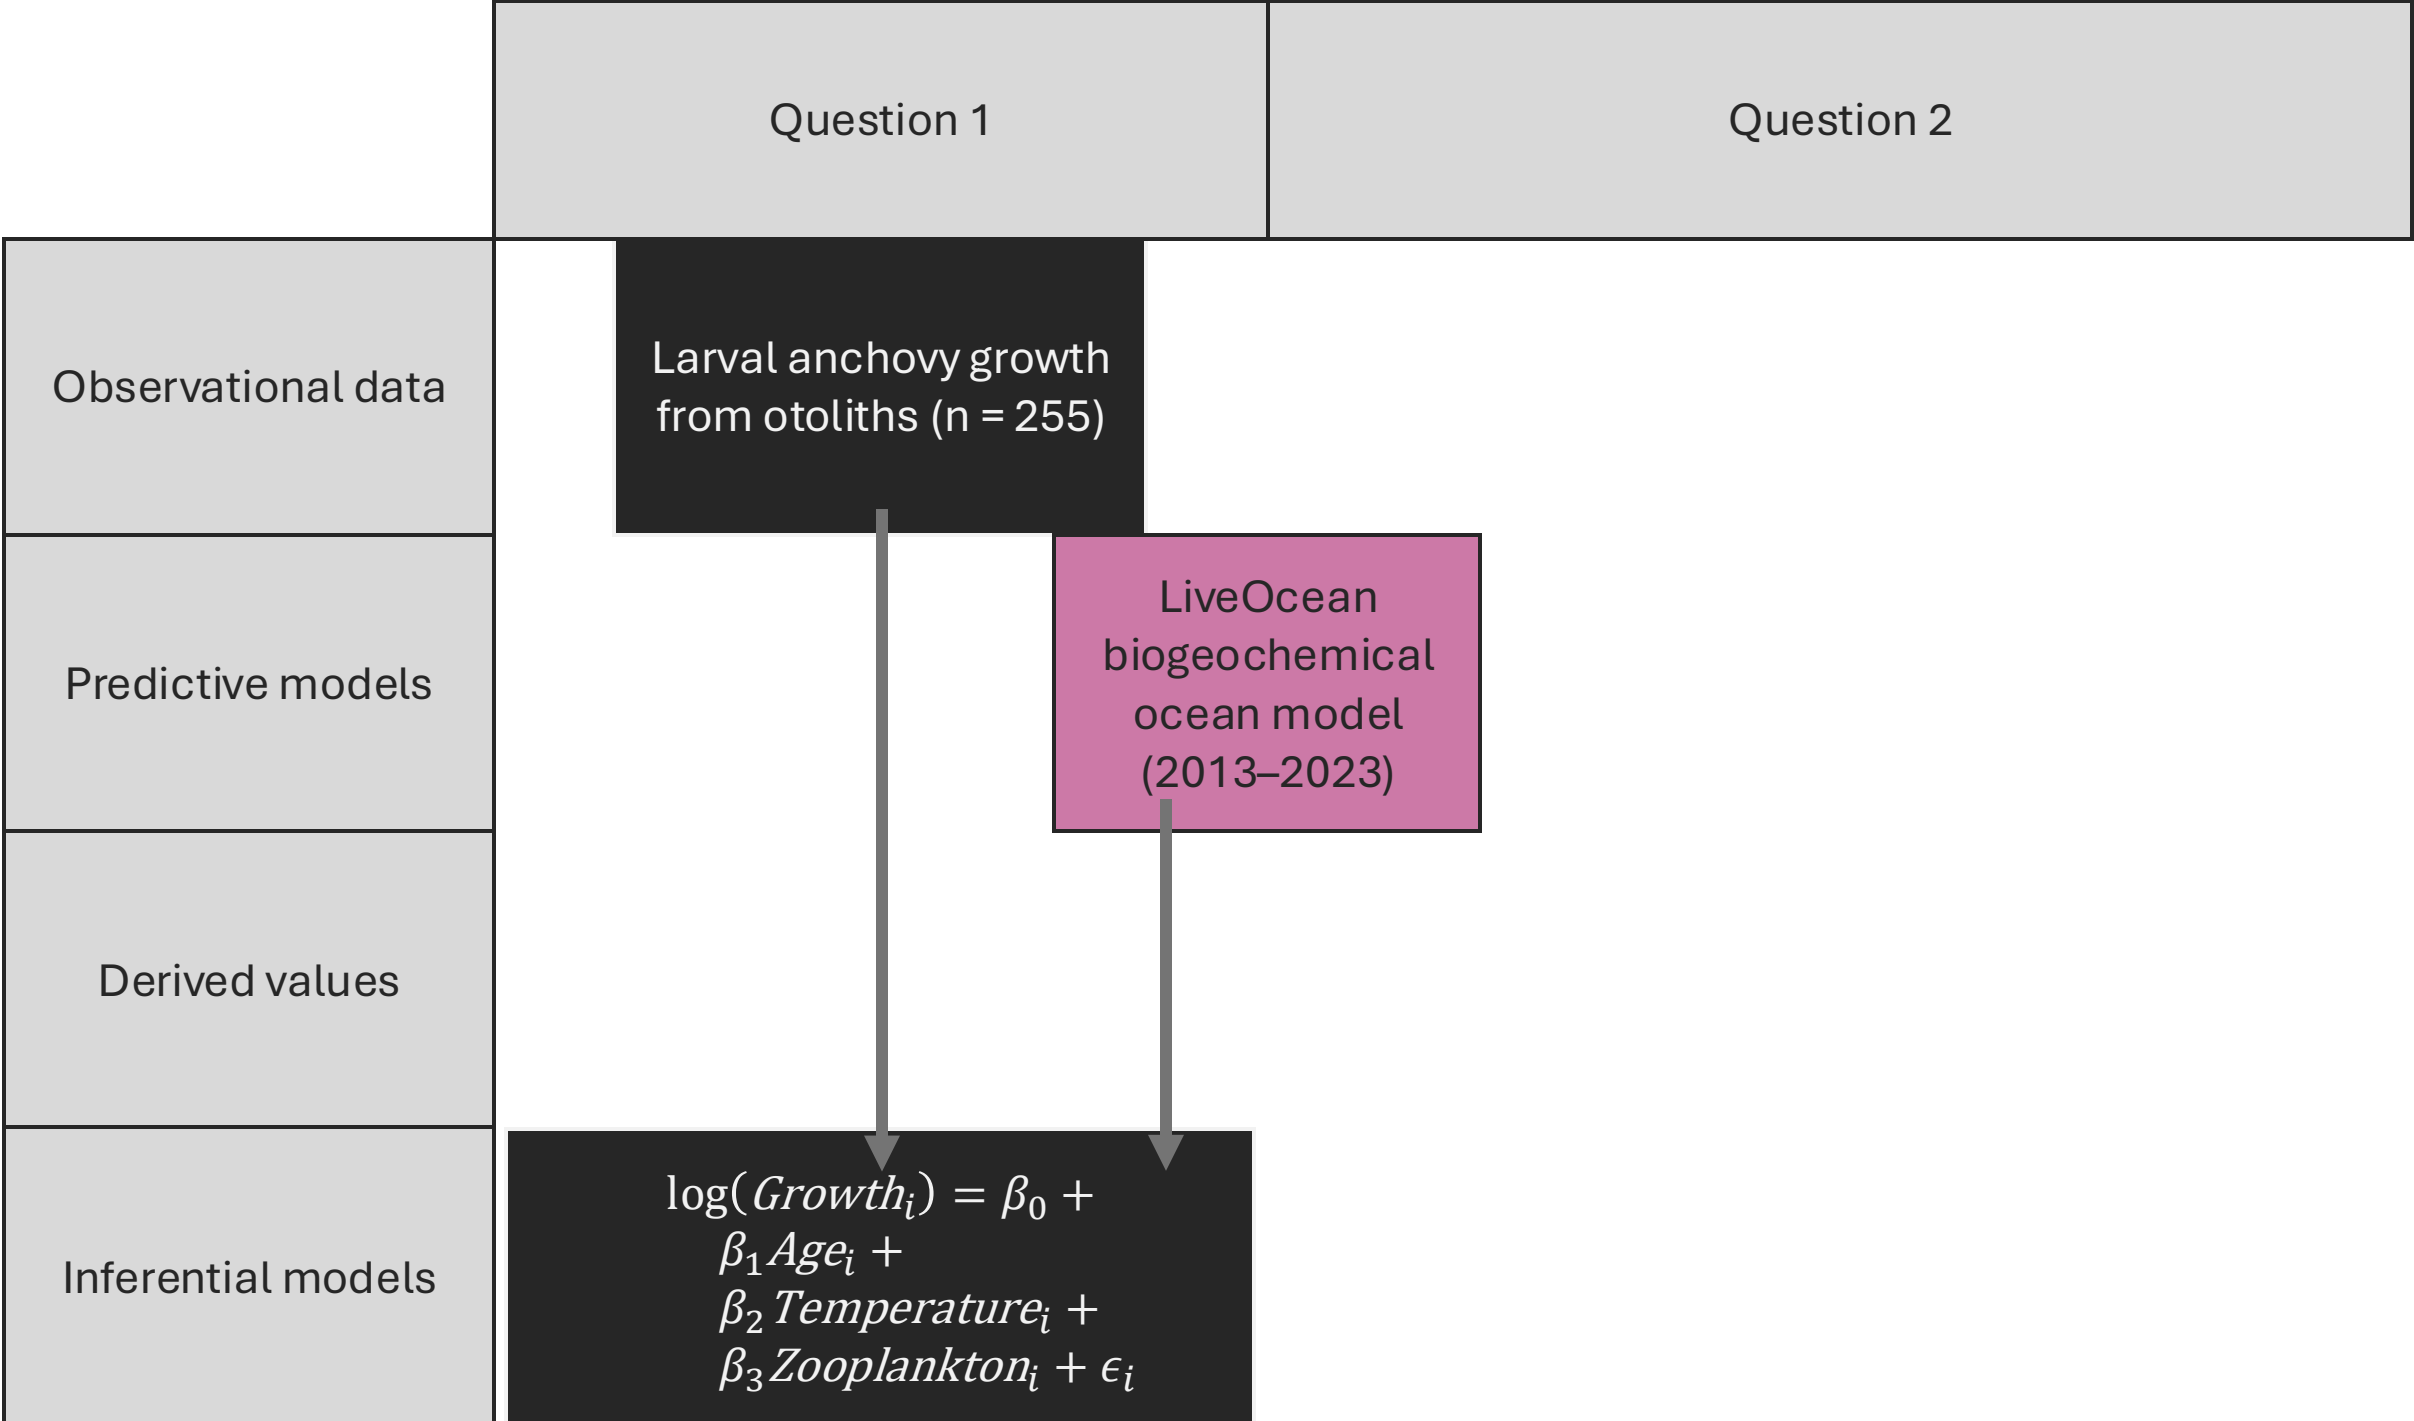 Question 1
Question 2
Observational data
Larval anchovy growth
from otoliths (n = 255)
Predictive models
LiveOcean
biogeochemical
ocean model
(2013–2023)
Derived values
Inferential models
log(Growthᵢ) = β₀ +
β₁Ageᵢ +
β₂Temperatureᵢ +
β₃Zooplanktonᵢ + ϵᵢ